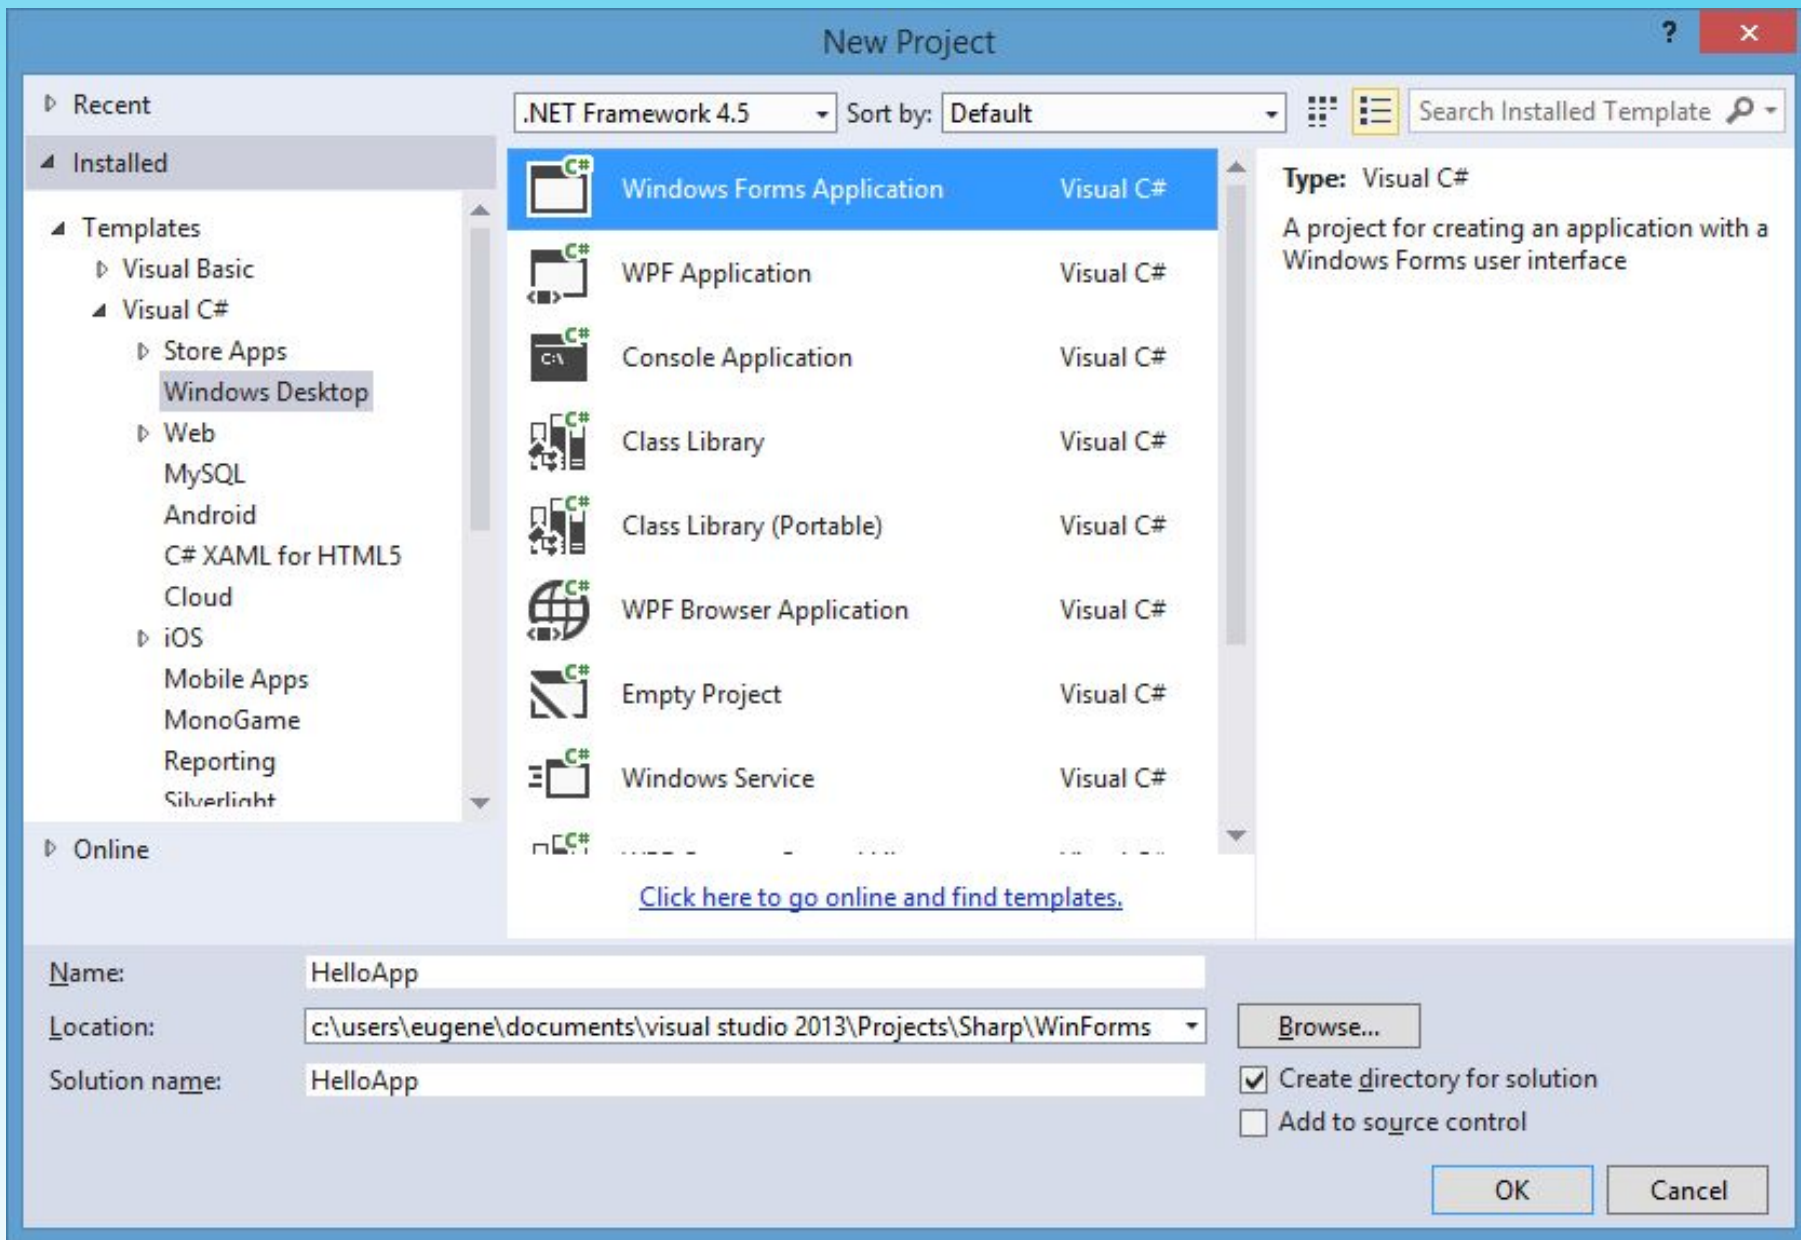 New Project
?
Recent
Installed
Templates
Visual Basic
Visual C#
Store Apps
Windows Desktop
Web
MySQL
Android
C# XAML for HTML5
Cloud
iOS
Mobile Apps
MonoGame
Reporting
Silverlight
Online
.NET Framework 4.5 Sort by: Default Search Installed Template
C# Windows Forms Application Visual C#
C# WPF Application Visual C#
C# C:\ Console Application Visual C#
C# Class Library Visual C#
C# Class Library (Portable) Visual C#
C# WPF Browser Application Visual C#
C# Empty Project Visual C#
C# Windows Service Visual C#
C#
Click here to go online and find templates.
Type: Visual C#
A project for creating an application with a
Windows Forms user interface
Name: HelloApp
Location: c:\users\eugene\documents\visual studio 2013\Projects\Sharp\WinForms Browse...
Solution name: HelloApp
Create directory for solution
Add to source control
OK Cancel